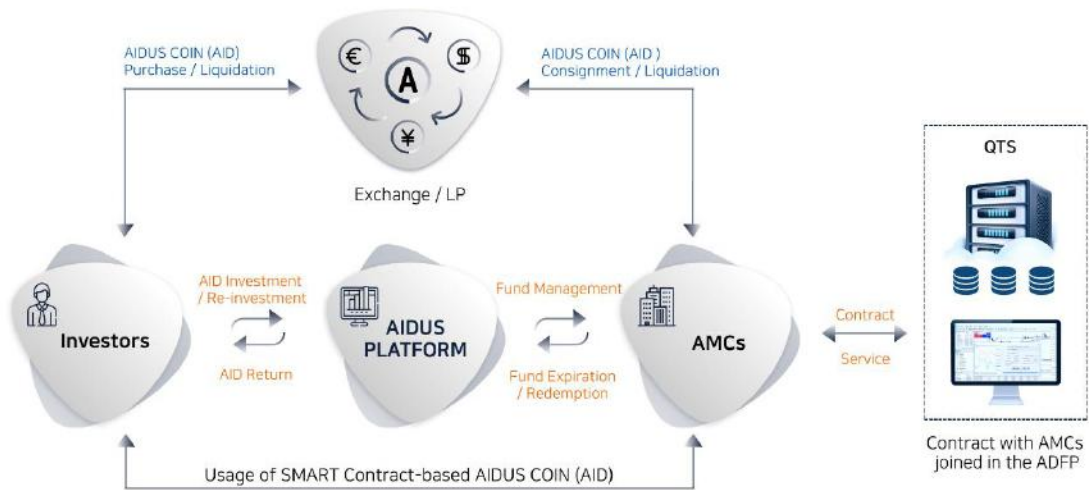 AIDUS COIN (AID)
Purchase / Liquidation
€
$
A
¥
AIDUS COIN (AID )
Consignment / Liquidation
Exchange / LP
QTS
Investors
AID Investment
/ Re-investment
AID Return
AIDUS
PLATFORM
Fund Management
Fund Expiration
/ Redemption
AMCs
Contract
Service
Contract with AMCs
joined in the ADFP
Usage of SMART Contract-based AIDUS COIN (AID)